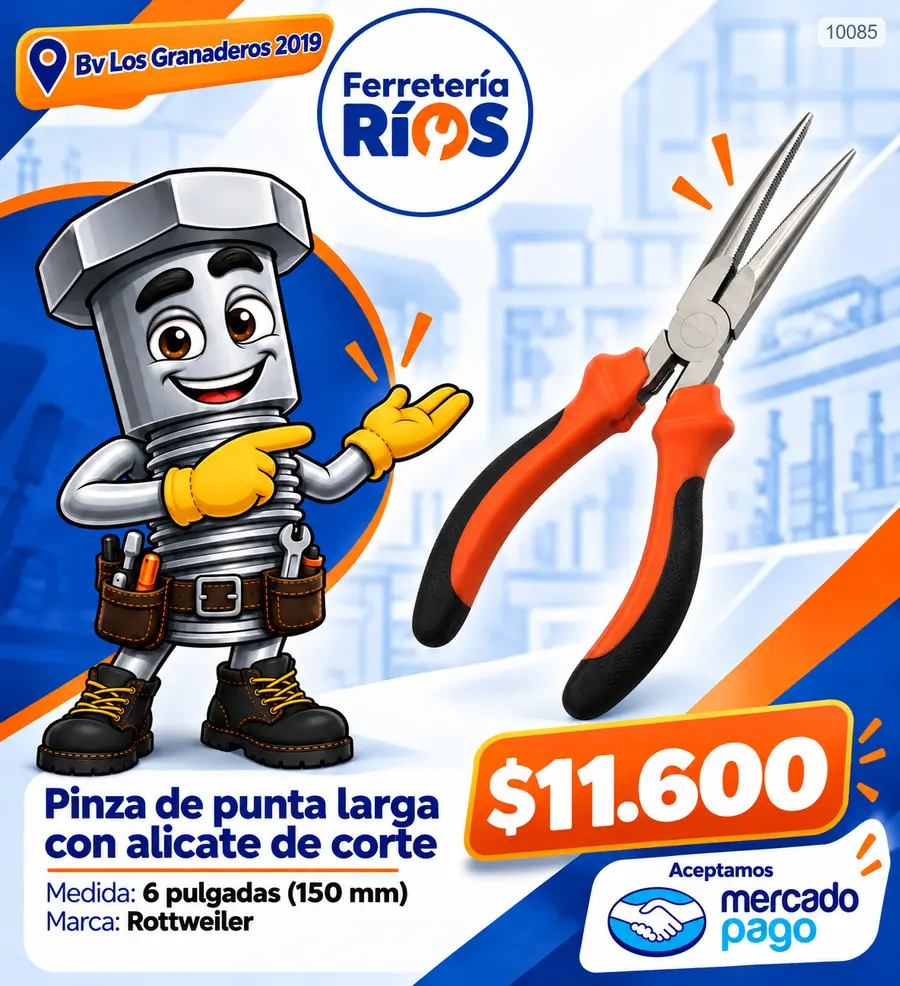 Bv Los Granaderos 2019
Ferretería
RÍOS
10085
$11.600
Pinza de punta larga
con alicate de corte
Medida: 6 pulgadas (150 mm)
Marca: Rottweiler
Aceptamos
mercado
pago